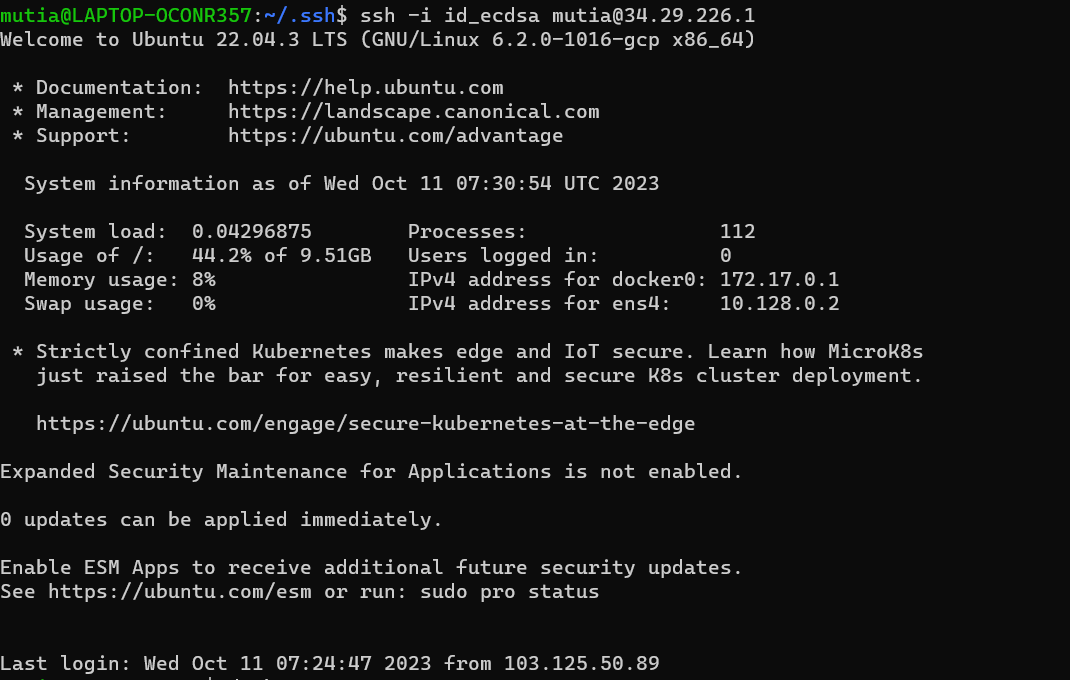 mutia@LAPTOP-OCONR357:~/.ssh$ ssh -i id_ecdsa mutia@34.29.226.1
Welcome to Ubuntu 22.04.3 LTS (GNU/Linux 6.2.0-1016-gcp x86_64)
* Documentation:  https://help.ubuntu.com
* Management:     https://landscape.canonical.com
* Support:        https://ubuntu.com/advantage
System information as of Wed Oct 11 07:30:54 UTC 2023
System load:  0.04296875        Processes:                112
Usage of /:   44.2% of 9.51GB   Users logged in:          0
Memory usage: 8%                IPv4 address for docker0: 172.17.0.1
Swap usage:   0%                IPv4 address for ens4:    10.128.0.2
* Strictly confined Kubernetes makes edge and IoT secure. Learn how MicroK8s
just raised the bar for easy, resilient and secure K8s cluster deployment.
https://ubuntu.com/engage/secure-kubernetes-at-the-edge
Expanded Security Maintenance for Applications is not enabled.
0 updates can be applied immediately.
Enable ESM Apps to receive additional future security updates.
See https://ubuntu.com/esm or run: sudo pro status
Last login: Wed Oct 11 07:24:47 2023 from 103.125.50.89